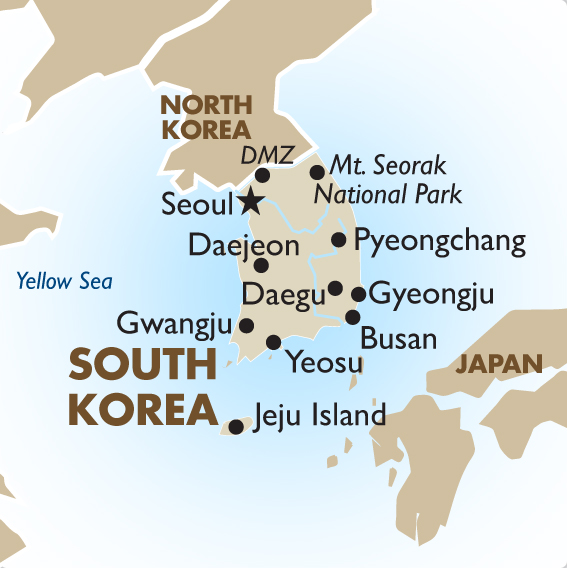 NORTH
KOREA
DMZ
Mt. Seorak
National Park
Seoul
Pyeongchang
Daejeon
Yellow Sea
Daegu
Gyeongju
Gwangju
Busan
SOUTH
KOREA
Yeosu
JAPAN
Jeju Island